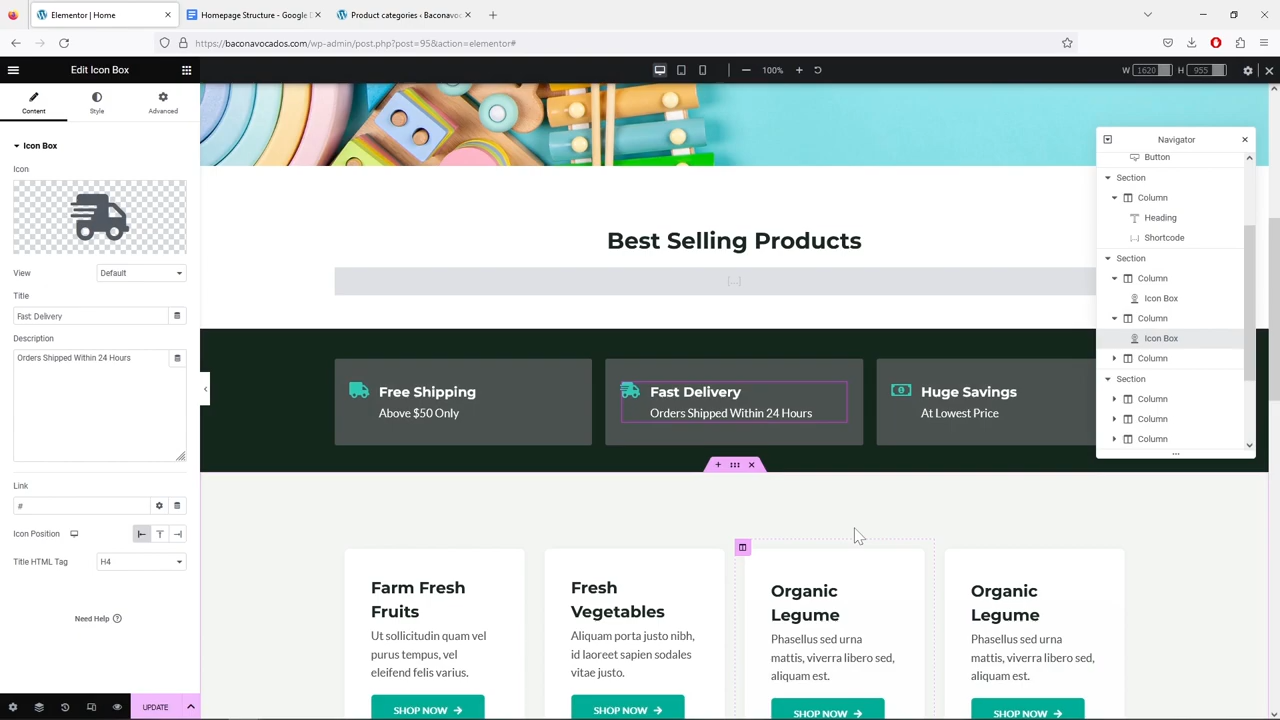 Elementor | Home
Homepage Structure - Google D
Product categories ‹ Baconavoc
https://baconavocados.com/wp-admin/post.php?post=95&action=elementor#
Edit Icon Box
100%
W 1620 H 955
Content
Style
Advanced
Icon Box
Icon
View
Default
Title
Fast Delivery
Description
Orders Shipped Within 24 Hours
Link
#
Icon Position
Title HTML Tag
H4
Need Help
UPDATE
Best Selling Products
[...]
Free Shipping
Above $50 Only
Fast Delivery
Orders Shipped Within 24 Hours
Huge Savings
At Lowest Price
Farm Fresh
Fruits
Ut sollicitudin quam vel
purus tempus, vel
eleifend felis varius.
SHOP NOW
Fresh
Vegetables
Aliquam porta justo nibh,
id laoreet sapien sodales
vitae justo.
SHOP NOW
Organic
Legume
Phasellus sed urna
mattis, viverra libero sed,
aliquam est.
SHOP NOW
Organic
Legume
Phasellus sed urna
mattis, viverra libero sed,
aliquam est.
SHOP NOW
Navigator
Button
Section
Column
Heading
Shortcode
Section
Column
Icon Box
Column
Icon Box
Column
Section
Column
Column
Column